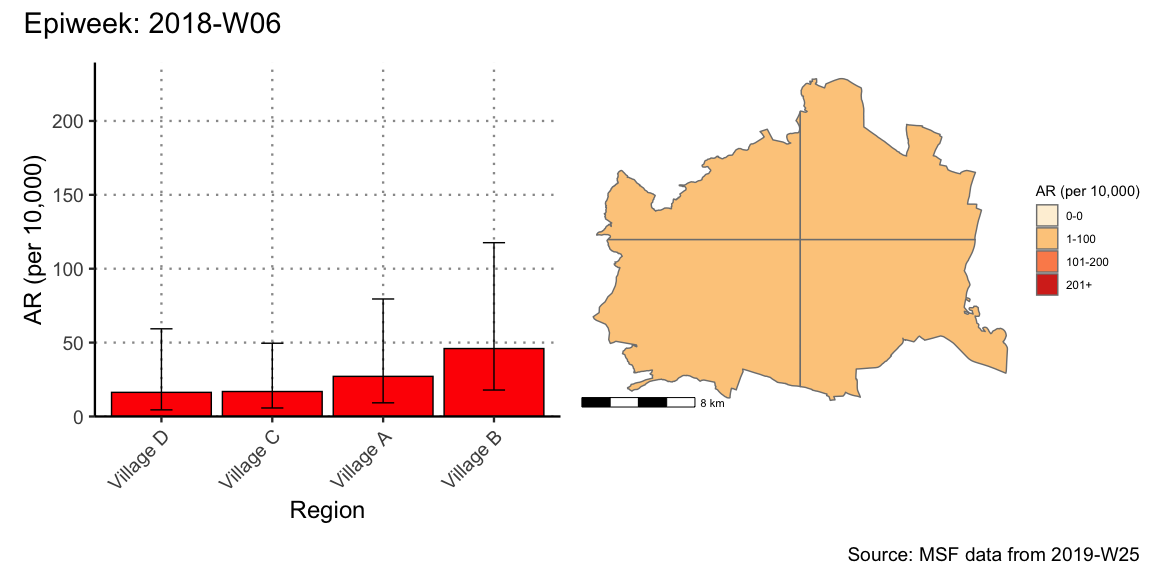 Epiweek: 2018-W06
AR (per 10,000)
200
150
100
50
0
Village D
Village C
Village A
Village B
Region
8 km
AR (per 10,000)
0-0
1-100
101-200
201+
Source: MSF data from 2019-W25